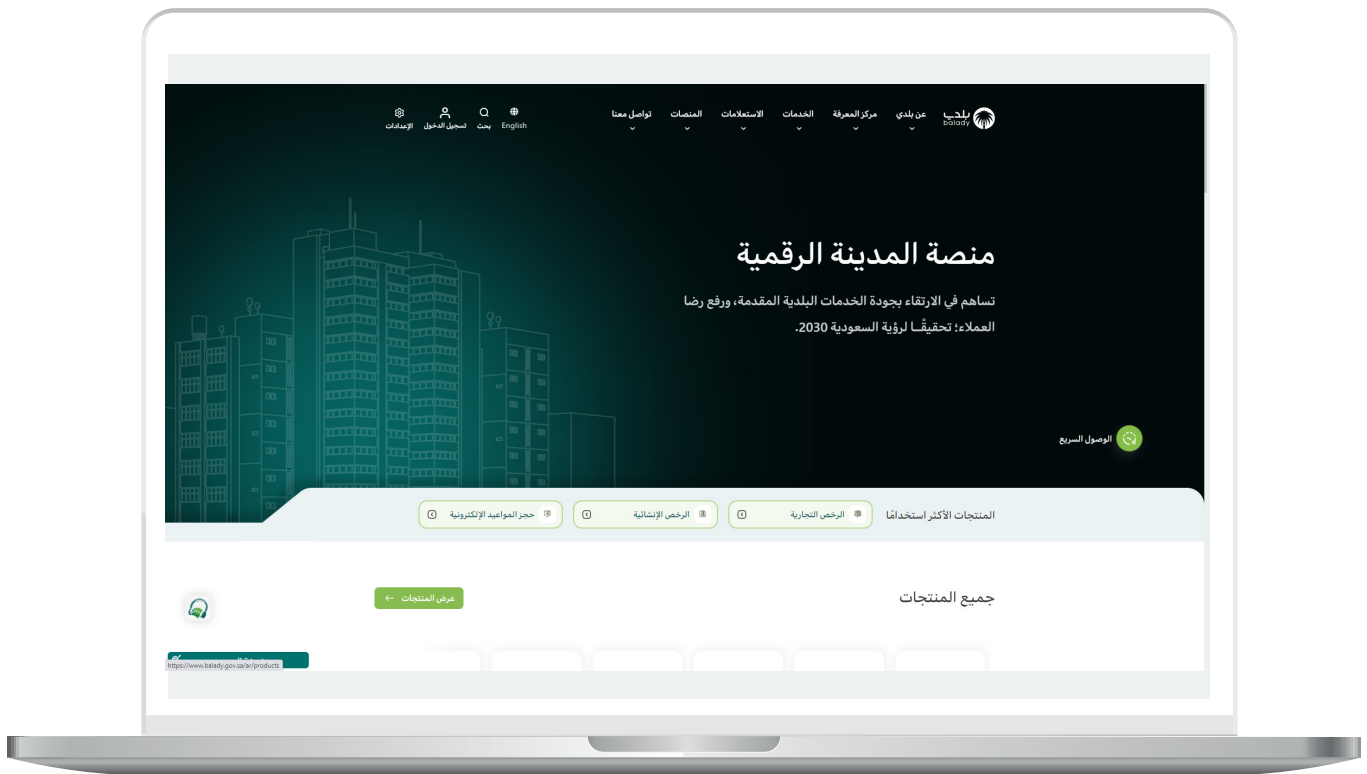 بلدي
balady
عن بلدي
مركز المعرفة
الخدمات
الاستعلامات
المنصات
تواصل معنا
English
بحث
تسجيل الدخول
الإعدادات
منصة المدينة الرقمية
تساهم في الارتقاء بجودة الخدمات البلدية المقدمة، ورفع رضا
العملاء؛ تحقيقًــا لرؤية السعودية 2030.
الوصول السريع
المنتجات الأكثر استخدامًا
الرخص التجارية
الرخص الإنشائية
حجز المواعيد الإلكترونية
جميع المنتجات
عرض المنتجات
https://www.balady.gov.sa/ar/products